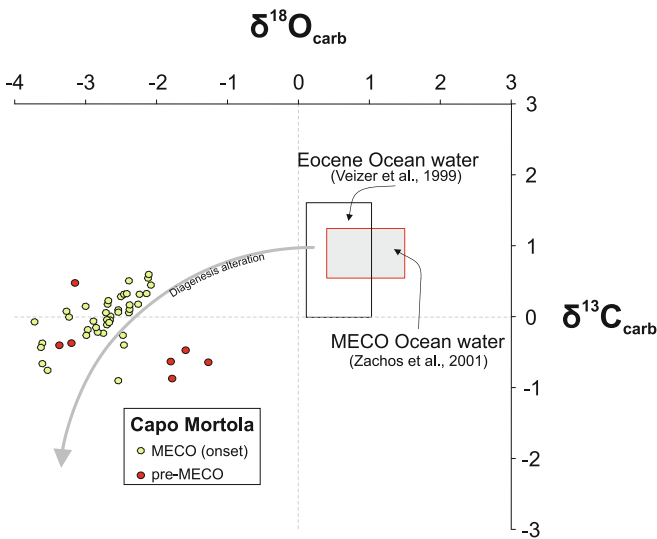 δ18Ocarb
-4 -3 -2 -1 0 1 2 3
3
Eocene Ocean water
(Veizer et al., 1999)
2
1
Diagenesis alteration
0
δ13Ccarb
MECO Ocean water
(Zachos et al., 2001)
-1
Capo Mortola
MECO (onset)
pre-MECO
-2
-3